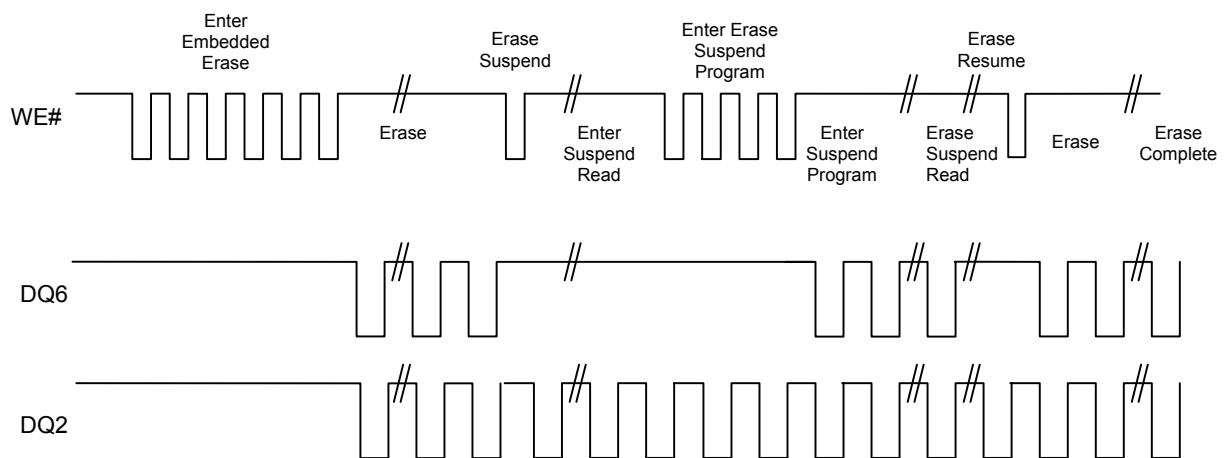 Enter
Embedded
Erase
Erase
Suspend
Enter Erase
Suspend
Program
Erase
Resume
WE#
Erase
Enter
Suspend
Read
Enter
Suspend
Program
Erase
Suspend
Read
Erase
Erase
Complete
DQ6
DQ2